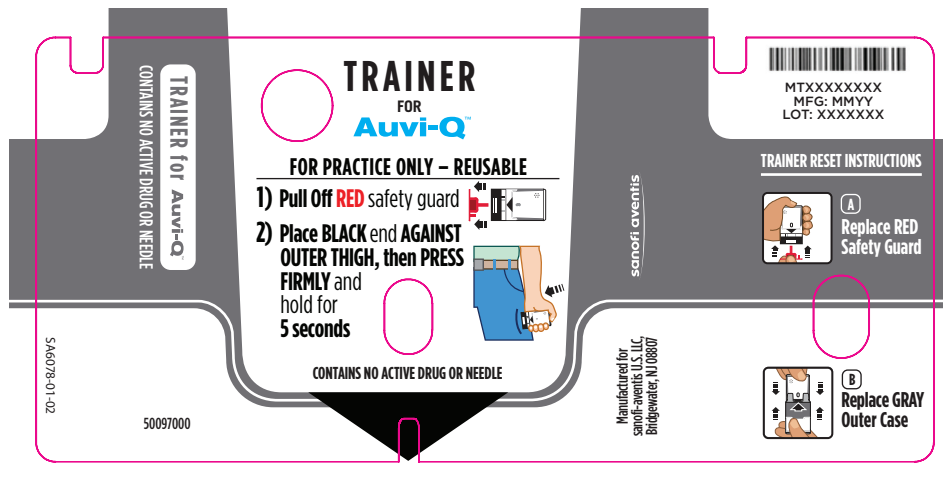 TRAINER for Auvi-Q™
CONTAINS NO ACTIVE DRUG OR NEEDLE
SA6078-01-02
50097000
TRAINER
FOR
Auvi-Q™
FOR PRACTICE ONLY – REUSABLE
1) Pull Off RED safety guard
2) Place BLACK end AGAINST
OUTER THIGH, then PRESS
FIRMLY and
hold for
5 seconds
CONTAINS NO ACTIVE DRUG OR NEEDLE
sanofi aventis
Manufactured for
sanofi-aventis U.S. LLC,
Bridgewater, NJ 08807
MTXXXXXXXX
MFG: MMYY
LOT: XXXXXXX
TRAINER RESET INSTRUCTIONS
A
Replace RED
Safety Guard
B
Replace GRAY
Outer Case